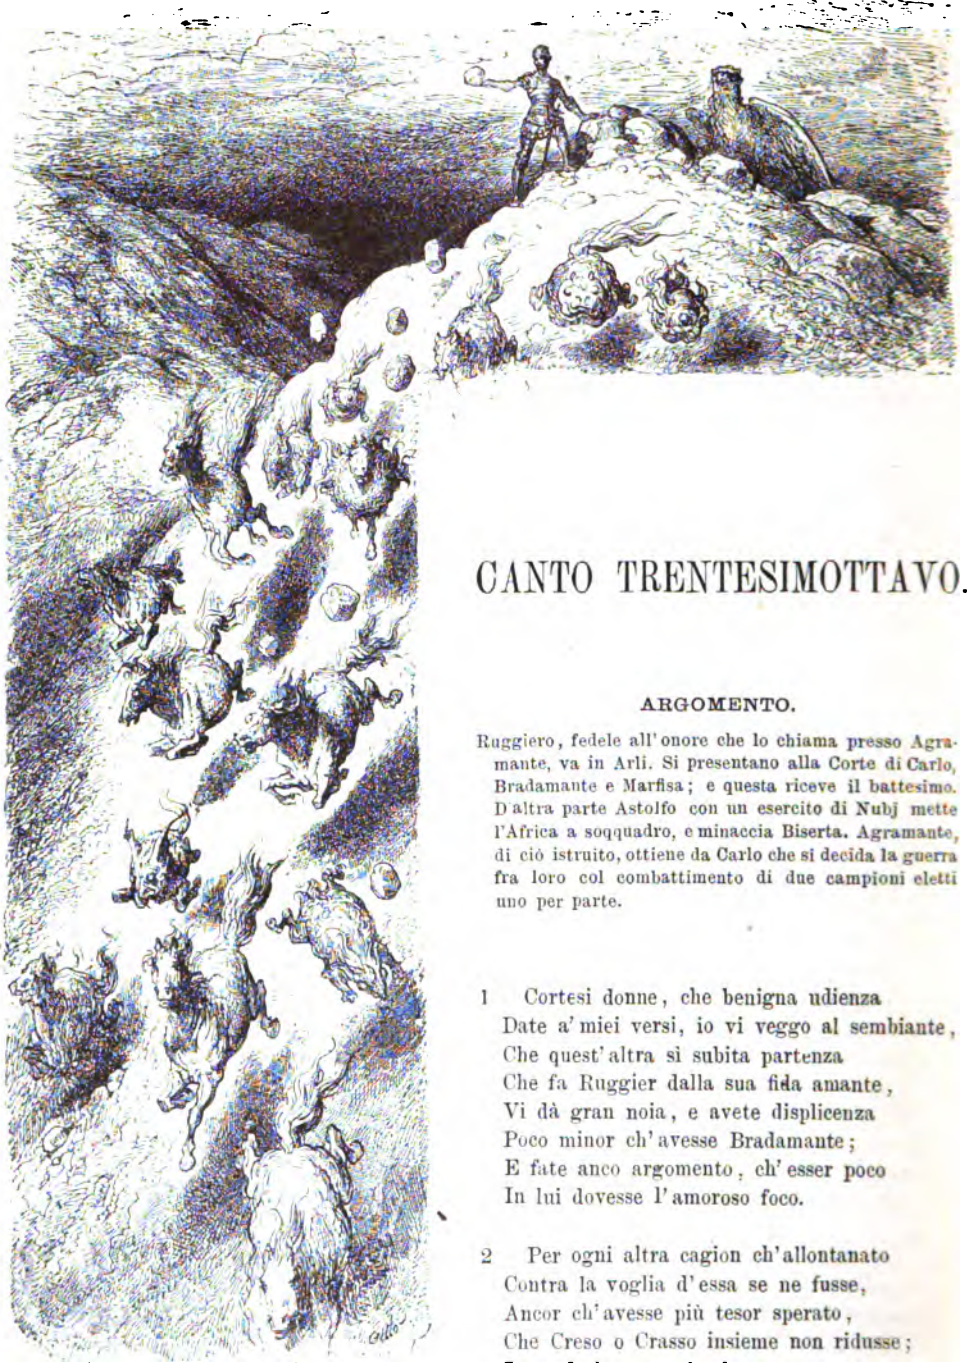 CANTO TRENTESIMOTTAVO.
ARGOMENTO.
Ruggiero, fedele all'onore che lo chiama presso Agra-
mante, va in Arli. Si presentano alla Corte di Carlo,
Bradamante e Marfisa; e questa riceve il battesimo.
D'altra parte Astolfo con un esercito di Nubj mette
l'Africa a soqquadro, e minaccia Biserta. Agramante,
di ciò istruito, ottiene da Carlo che si decida la guerra
fra loro col combattimento di due campioni eletti
uno per parte.
1 Cortesi donne, che benigna udienza
Date a' miei versi, io vi veggo al sembiante,
Che quest'altra sì subita partenza
Che fa Ruggier dalla sua fida amante,
Vi dà gran noia, e avete displicenza
Poco minor ch'avesse Bradamante;
E fate anco argomento, ch'esser poco
In lui dovesse l'amoroso foco.
2 Per ogni altra cagion ch'allontanato
Contra la voglia d'essa se ne fusse,
Ancor ch'avesse più tesor sperato,
Che Creso o Crasso insieme non ridusse;